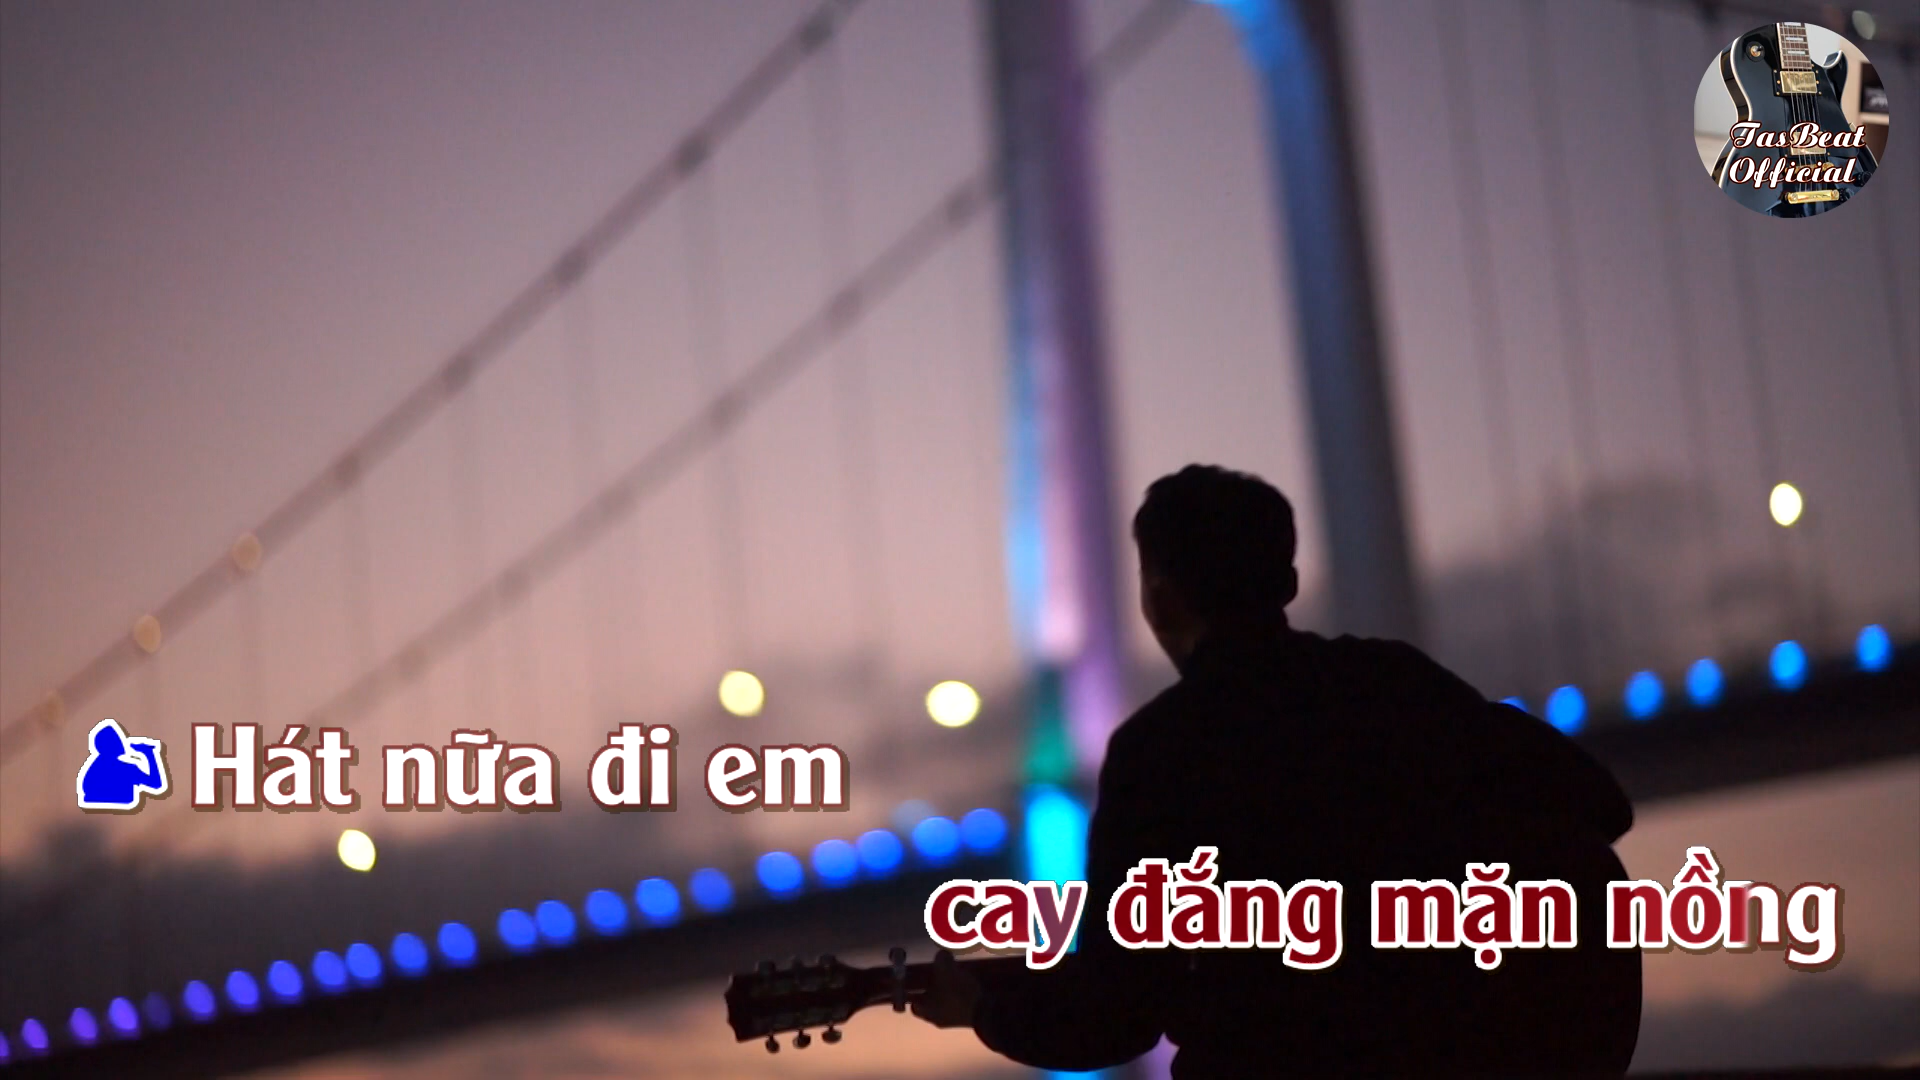 TasBeat
Official
Hát nữa đi em
cay đắng mặn nồng